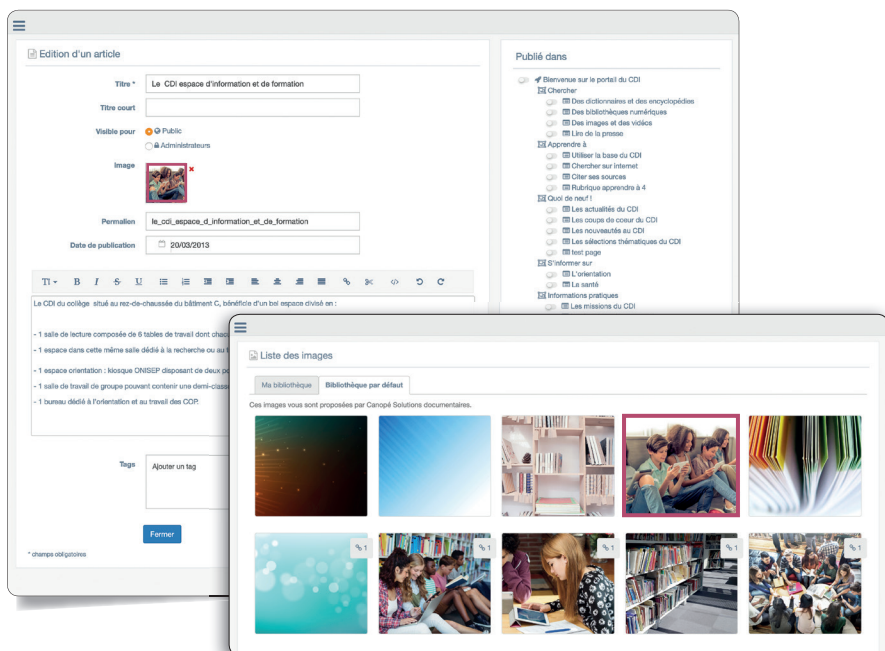 Edition d'un article
Titre * Le CDI espace d'information et de formation
Titre court
Visible pour Public
Administrateurs
Image
Permalien le_cdi_espace_d_information_et_de_formation
Date de publication 20/03/2013
TI B I S U
Le CDI du collège situé au rez-de-chaussée du bâtiment C, bénéficie d'un bel espace divisé en :
- 1 salle de lecture composée de 6 tables de travail dont
- 1 espace dans cette même salle dédié à la recherche ou au
- 1 espace orientation : kiosque ONISEP disposant de deux
- 1 salle de travail de groupe pouvant contenir une demi-classe
- 1 bureau dédié à l'orientation et au travail des COP.
Tags Ajouter un tag
Fermer
* champs obligatoires
Publié dans
Bienvenue sur le portail du CDI
Chercher
Des dictionnaires et des encyclopédies
Des bibliothèques numériques
Des images et des vidéos
Lire de la presse
Apprendre à
Utiliser la base du CDI
Chercher sur internet
Citer ses sources
Rubrique apprendre à 4
Quoi de neuf !
Les actualités du CDI
Les coups de coeur du CDI
Les nouveautés au CDI
Les sélections thématiques du CDI
test page
S'informer sur
L'orientation
La santé
Informations pratiques
Les missions du CDI
Liste des images
Ma bibliothèque Bibliothèque par défaut
Ces images vous sont proposées par Canopé Solutions documentaires.
1 1 1 1 1